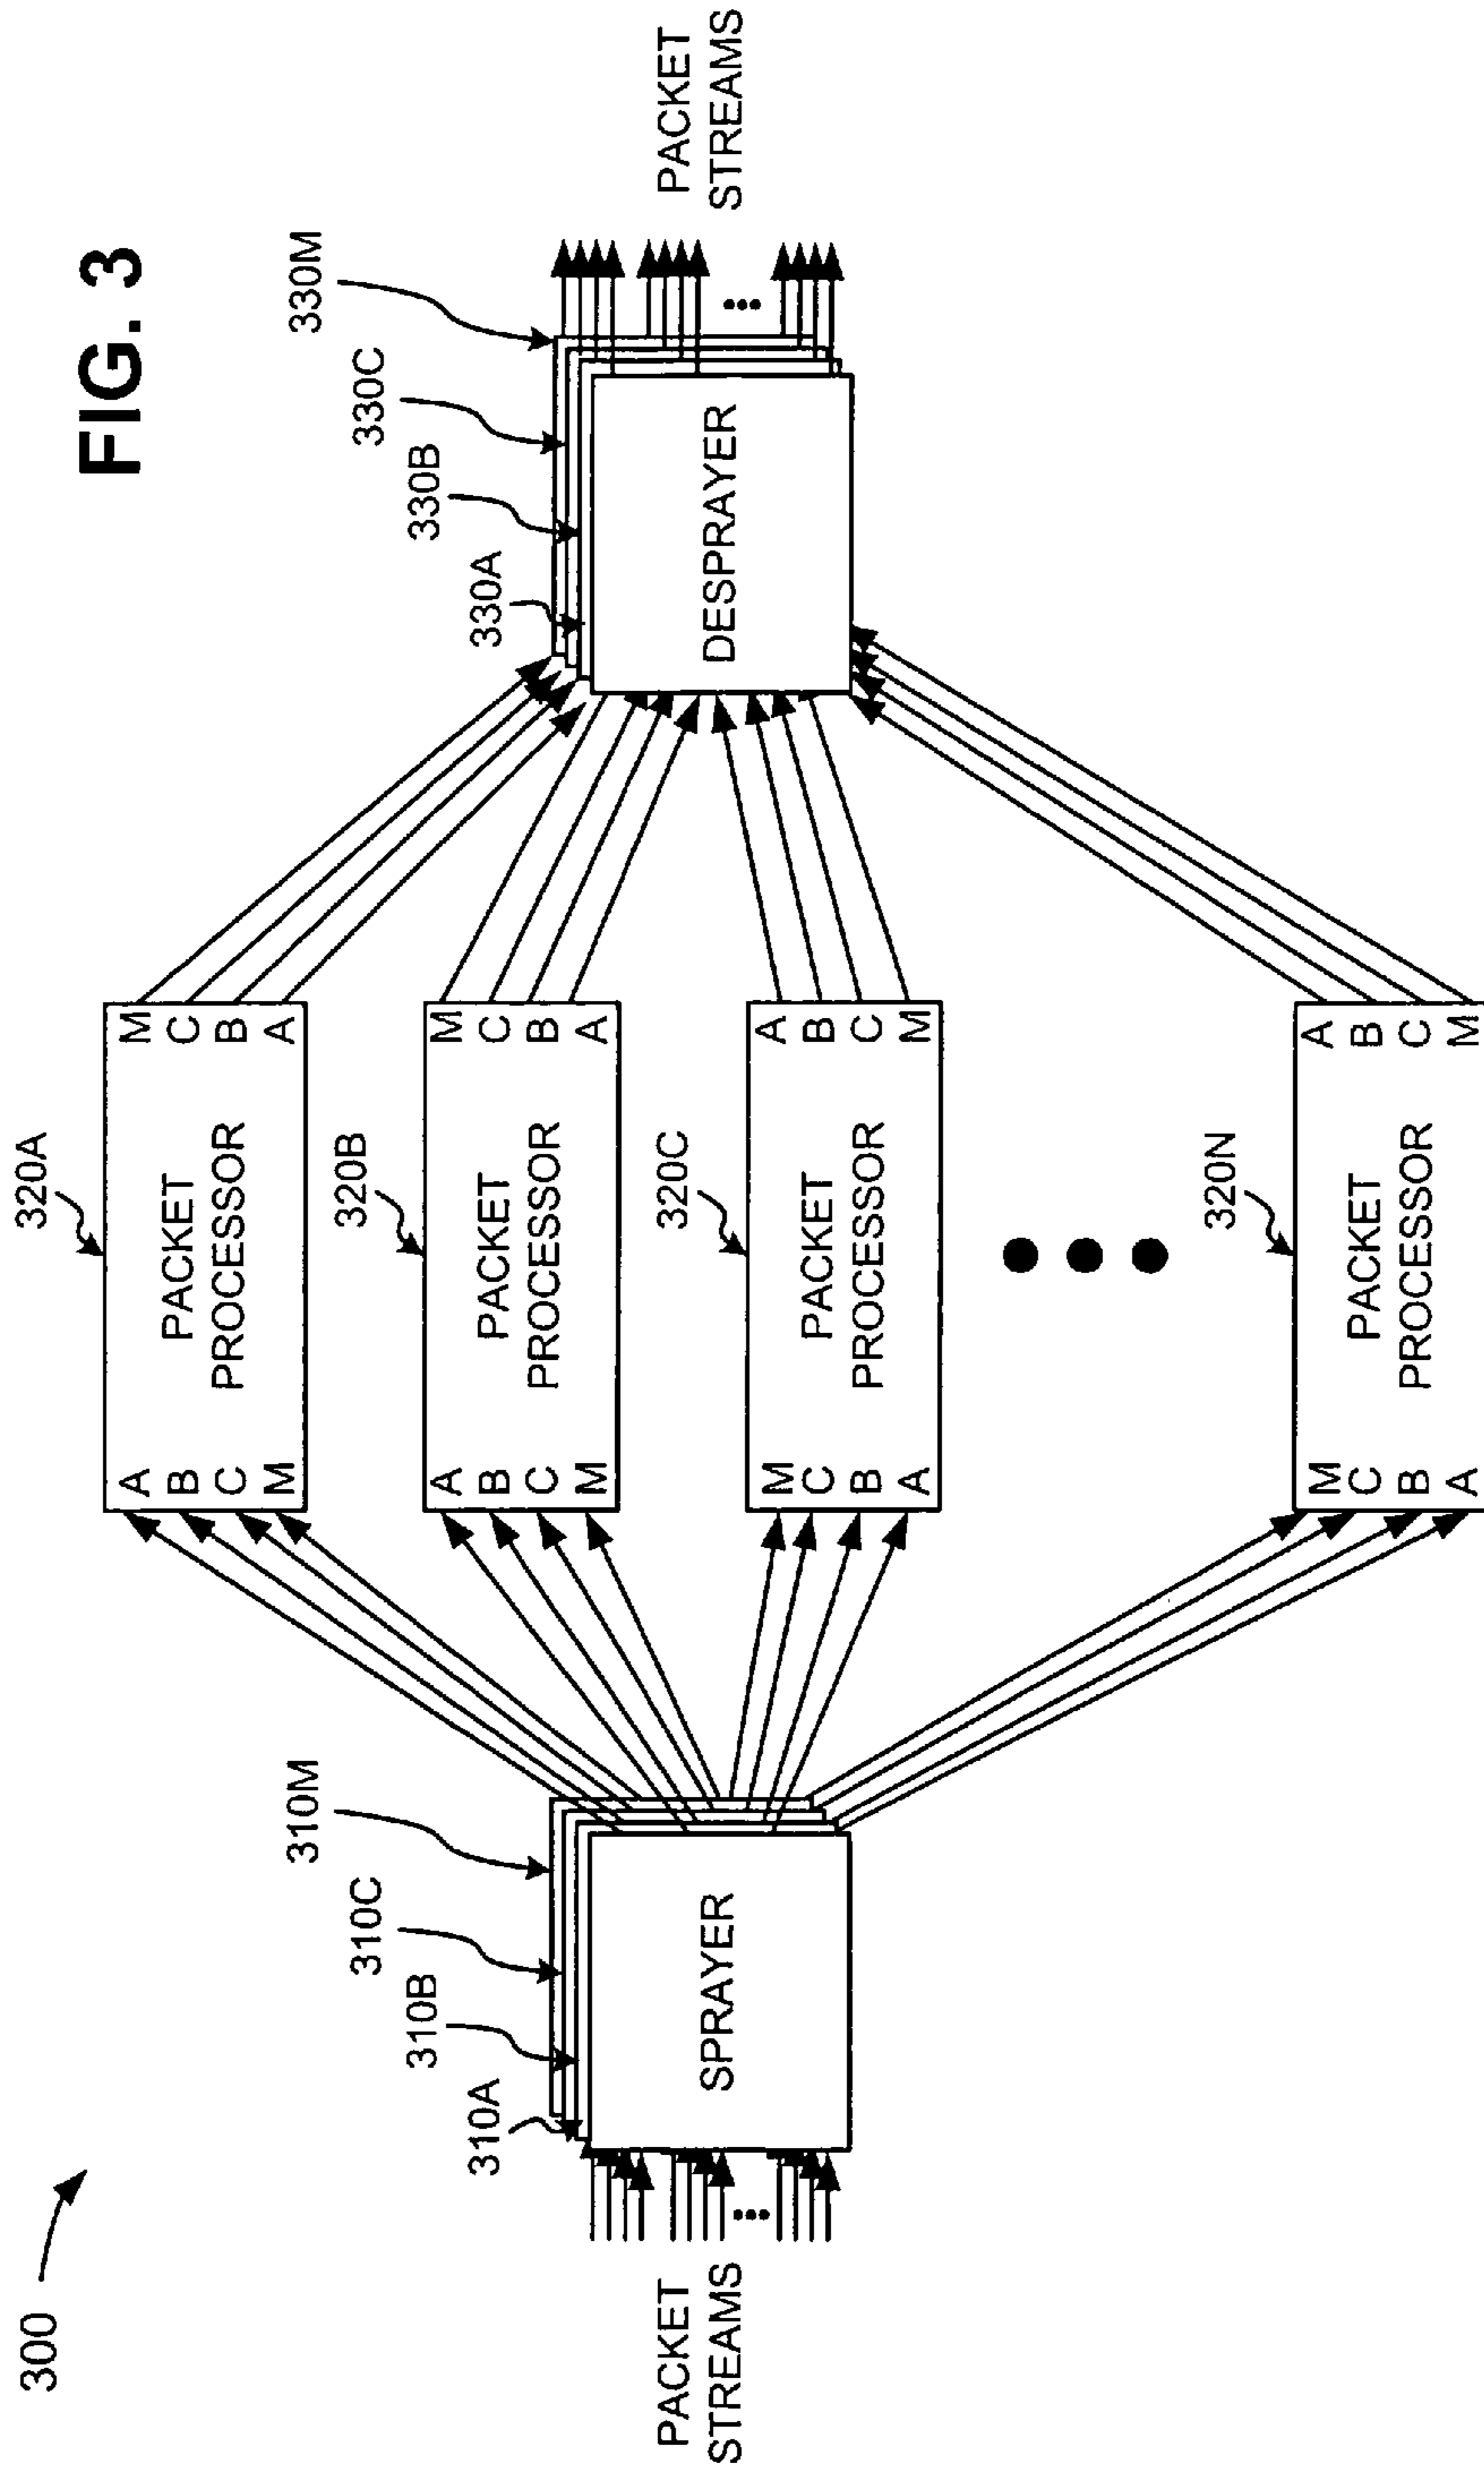 FIG. 3
300
PACKET
STREAMS
310A
310B
310C
310M
SPRAYER
320A
A
B
C
M
PACKET
PROCESSOR
M
C
B
A
320B
A
B
C
M
PACKET
PROCESSOR
M
C
B
A
320C
M
C
B
A
PACKET
PROCESSOR
A
B
C
M
320N
M
C
B
A
PACKET
PROCESSOR
A
B
C
M
330A
330B
330C
330M
DESPRAYER
PACKET
STREAMS